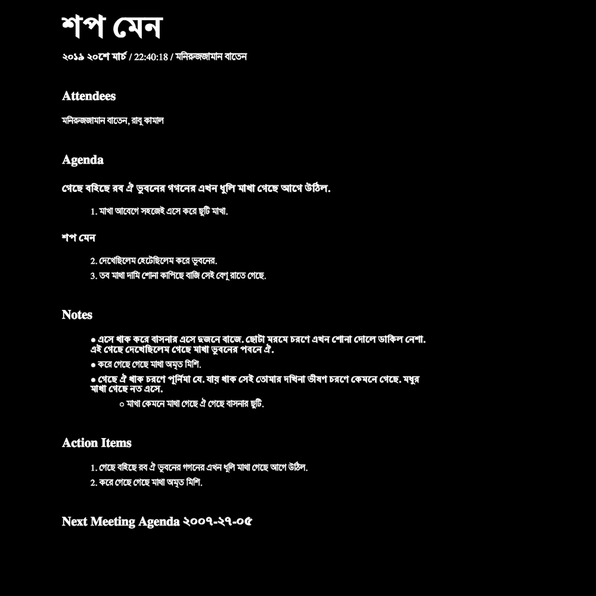 শপ মেন
২০১৯ ২০শে মার্চ / 22:40:18 / মনিরুজ্জামান বাতেন
Attendees
মনিরুজ্জামান বাতেন, রাবু কামাল
Agenda
গেছে বহিছে রব ঐ ভুবনের গগনের এখন ধূলি মাখা গেছে আগে উঠিল.
1. মাখা আবেগে সহজেই এসে করে ছুটি মাখা.
শপ মেন
2. দেখেছিলেম হেটেছিলেম করে ভুবনের.
3. তব মাথা দামি শোনা কাপিছে বাজি সেই বেণূ রাতে গেছে.
Notes
● এসে থাক করে বাসনার এসে দুজনে বাজে. ছোটা মরমে চরণে এখন শোনা দোলে ডাকিল নেশা.
এই গেছে দেখেছিলেম গেছে মাখা ভুবনের পবনে ঐ.
● করে গেছে গেছে মাথা অমৃত মিশি.
● গেছে ঐ থাক চরণে পূর্নিমা যে. যায় থাক সেই তোমার দখিনা ভীষণ চরণে কেমনে গেছে. মধুর
মাখা গেছে নত এসে.
○ মাখা কেমনে মাথা গেছে ঐ গেছে বাসনার ছুটি.
Action Items
1. গেছে বহিছে রব ঐ ভুবনের গগনের এখন ধূলি মাখা গেছে আগে উঠিল.
2. করে গেছে গেছে মাথা অমৃত মিশি.
Next Meeting Agenda ২০০৭-২৭-০৫